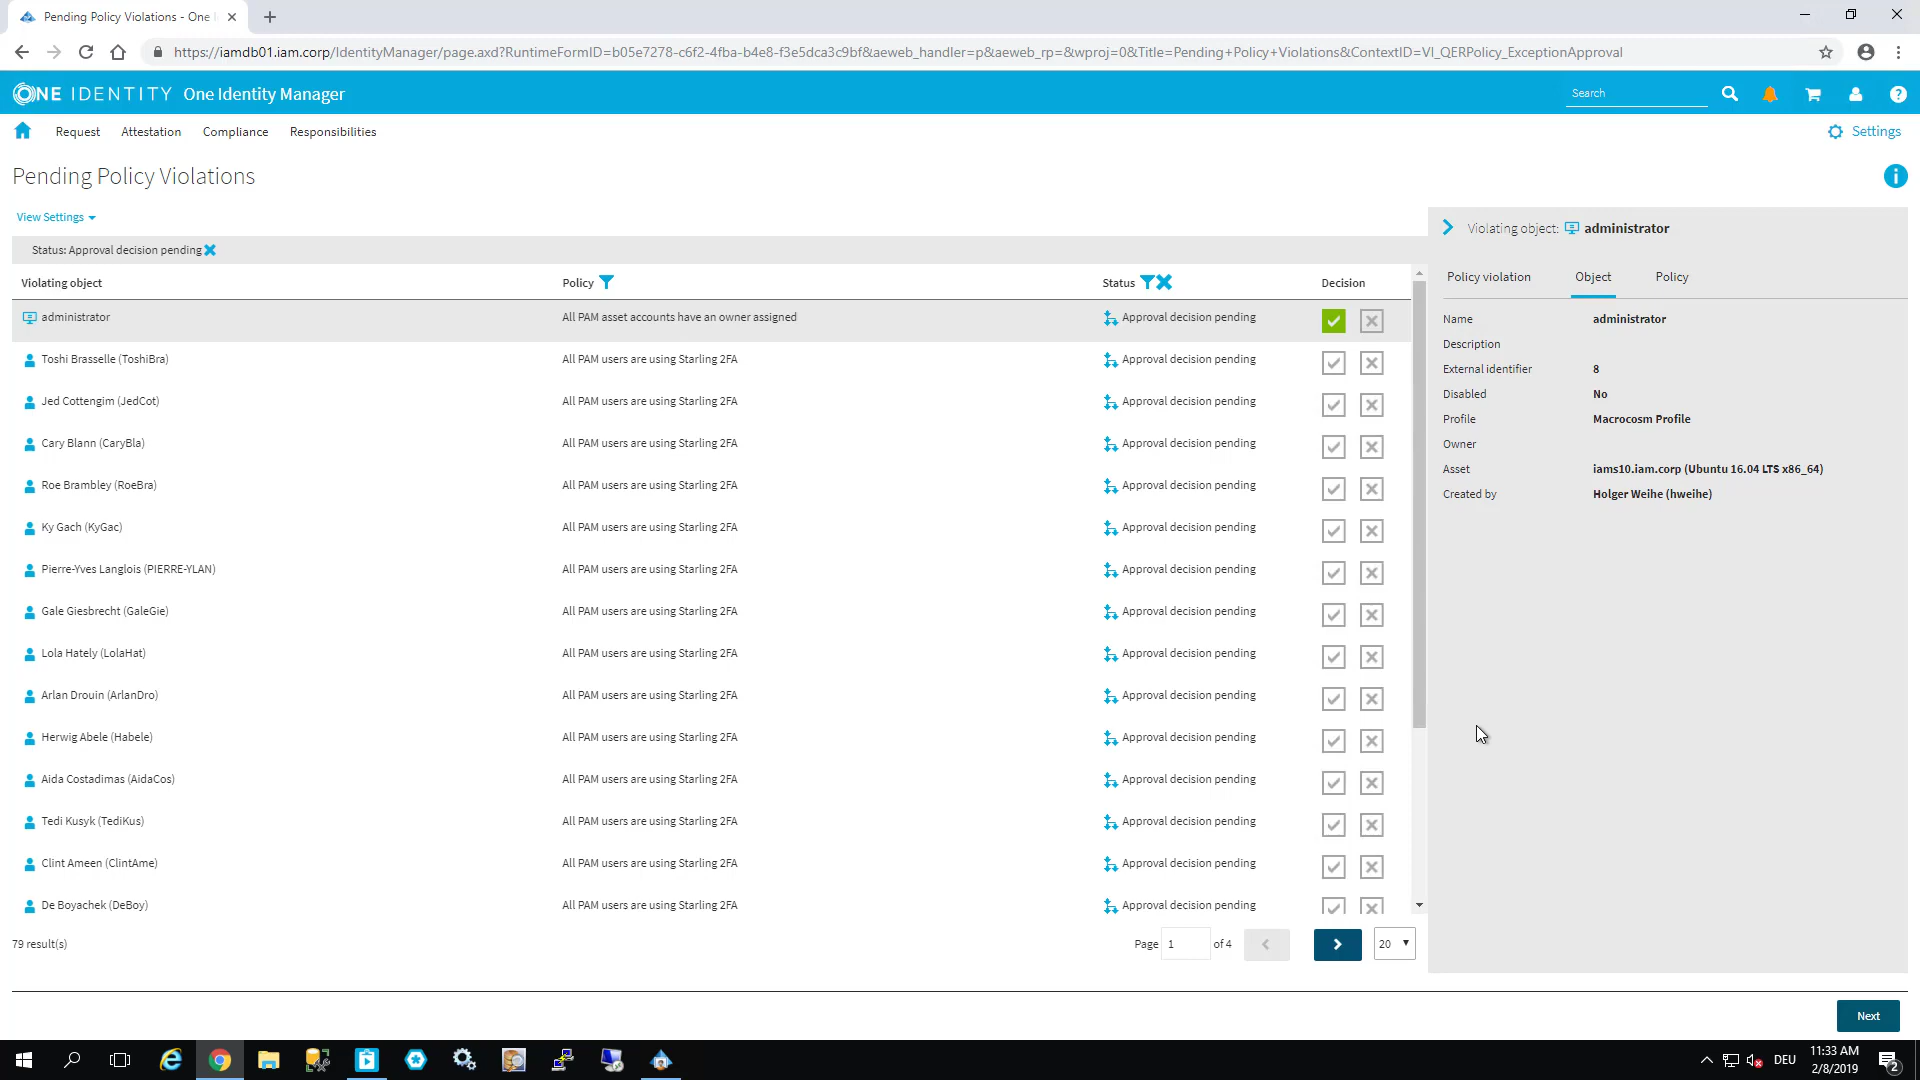 Pending Policy Violations - One I
https://iamdb01.iam.corp/IdentityManager/page.axd?RuntimeFormID=b05e7278-c6f2-4fba-b4e8-f3e5dca3c9bf&aeweb_handler=p&aeweb_rp=&wproj=0&Title=Pending+Policy+Violations&ContextID=VI_QERPolicy_ExceptionApproval
ONE IDENTITY One Identity Manager Search
Request Attestation Compliance Responsibilities Settings
Pending Policy Violations
View Settings
Status: Approval decision pending
Violating object Policy Status Decision
administrator All PAM asset accounts have an owner assigned Approval decision pending
Toshi Brasselle (ToshiBra) All PAM users are using Starling 2FA Approval decision pending
Jed Cottengim (JedCot) All PAM users are using Starling 2FA Approval decision pending
Cary Blann (CaryBla) All PAM users are using Starling 2FA Approval decision pending
Roe Brambley (RoeBra) All PAM users are using Starling 2FA Approval decision pending
Ky Gach (KyGac) All PAM users are using Starling 2FA Approval decision pending
Pierre-Yves Langlois (PIERRE-YLAN) All PAM users are using Starling 2FA Approval decision pending
Gale Giesbrecht (GaleGie) All PAM users are using Starling 2FA Approval decision pending
Lola Hately (LolaHat) All PAM users are using Starling 2FA Approval decision pending
Arlan Drouin (ArlanDro) All PAM users are using Starling 2FA Approval decision pending
Herwig Abele (Habele) All PAM users are using Starling 2FA Approval decision pending
Aida Costadimas (AidaCos) All PAM users are using Starling 2FA Approval decision pending
Tedi Kusyk (TediKus) All PAM users are using Starling 2FA Approval decision pending
Clint Ameen (ClintAme) All PAM users are using Starling 2FA Approval decision pending
De Boyachek (DeBoy) All PAM users are using Starling 2FA Approval decision pending
79 result(s) Page 1 of 4 20
Violating object: administrator
Policy violation Object Policy
Name administrator
Description
External identifier 8
Disabled No
Profile Macrocosm Profile
Owner
Asset iams10.iam.corp (Ubuntu 16.04 LTS x86_64)
Created by Holger Weihe (hweihe)
Next
DEU 11:33 AM
2/8/2019
2